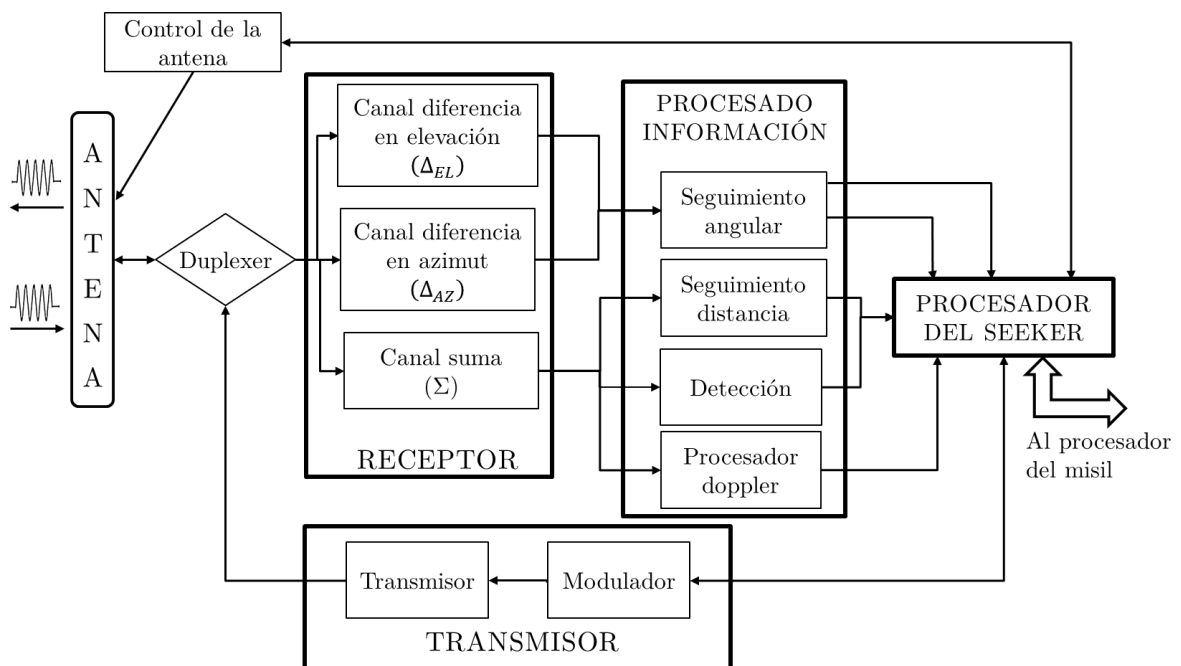 Control de la
antena
A
N
T
E
N
A
Duplexer
Canal diferencia
en elevación
(Δ_EL)
Canal diferencia
en azimut
(Δ_AZ)
Canal suma
(Σ)
RECEPTOR
PROCESADO
INFORMACIÓN
Seguimiento
angular
Seguimiento
distancia
Detección
Procesador
doppler
PROCESADOR
DEL SEEKER
Al procesador
del misil
Transmisor
Modulador
TRANSMISOR